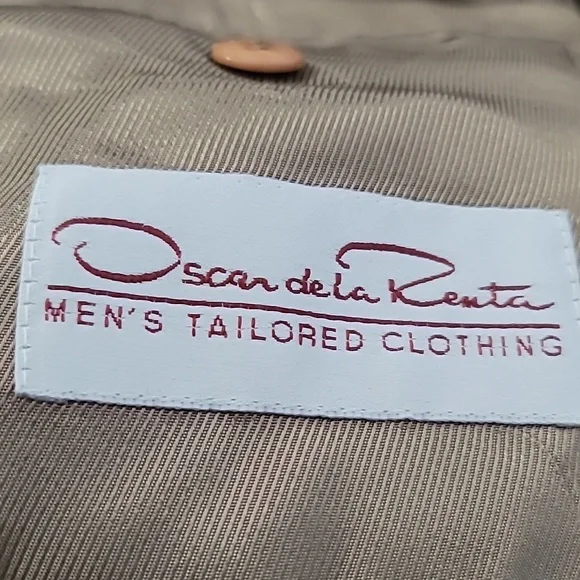 Oscar de la Renta
MEN'S TAILORED CLOTHING